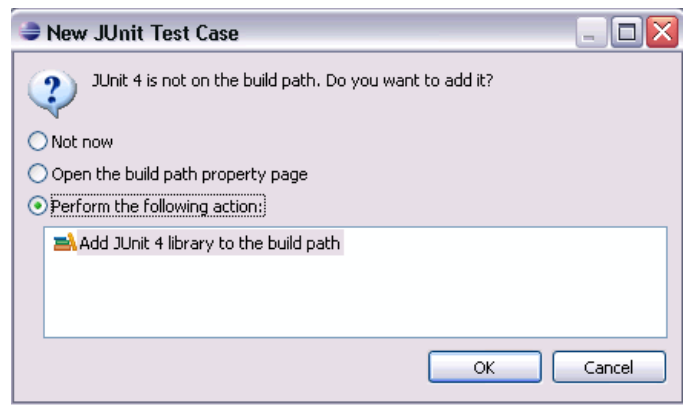 New JUnit Test Case
JUnit 4 is not on the build path. Do you want to add it?
Not now
Open the build path property page
Perform the following action:
Add JUnit 4 library to the build path
OK
Cancel